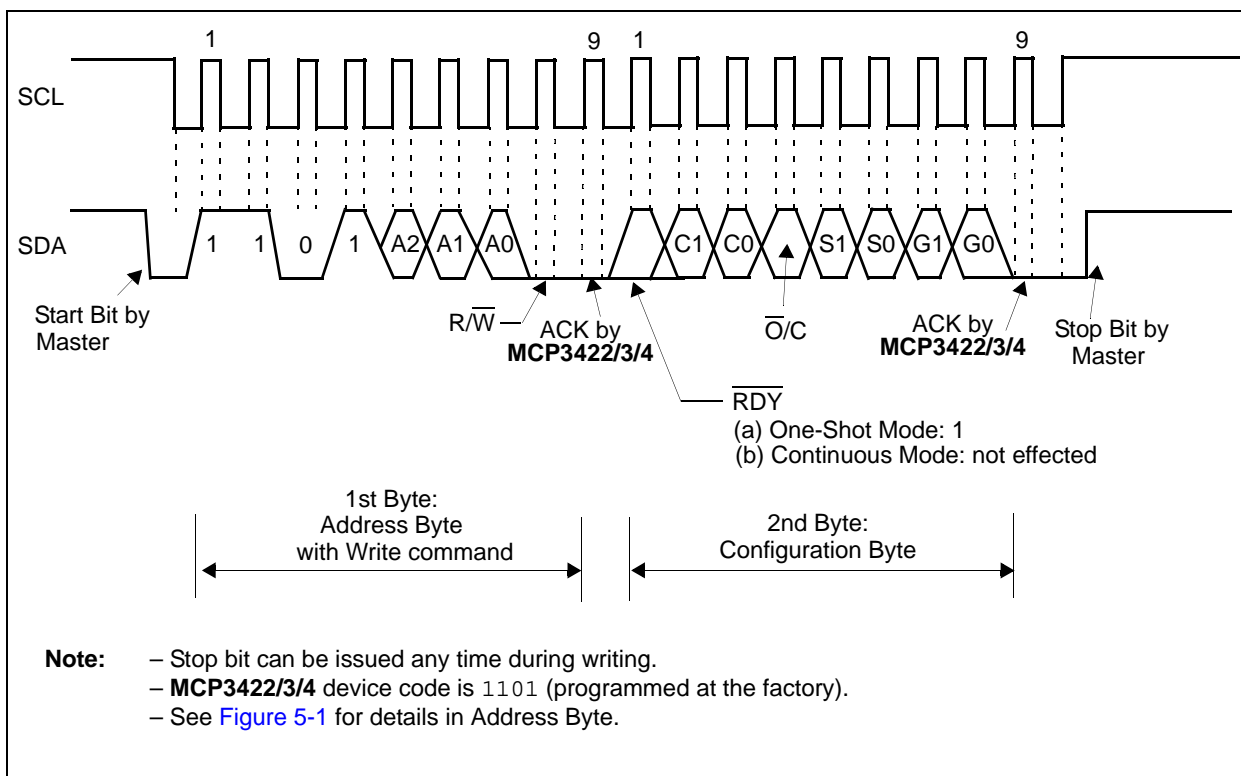 1 9 1 9
SCL
SDA
1 1 0 1 A2 A1 A0 C1 C0 S1 S0 G1 G0
Start Bit by
Master
R/W̅
ACK by
MCP3422/3/4
O̅/C
ACK by
MCP3422/3/4
Stop Bit by
Master
R̅D̅Y̅
(a) One-Shot Mode: 1
(b) Continuous Mode: not effected
1st Byte:
Address Byte
with Write command
2nd Byte:
Configuration Byte
Note: – Stop bit can be issued any time during writing.
– MCP3422/3/4 device code is 1101 (programmed at the factory).
– See Figure 5-1 for details in Address Byte.